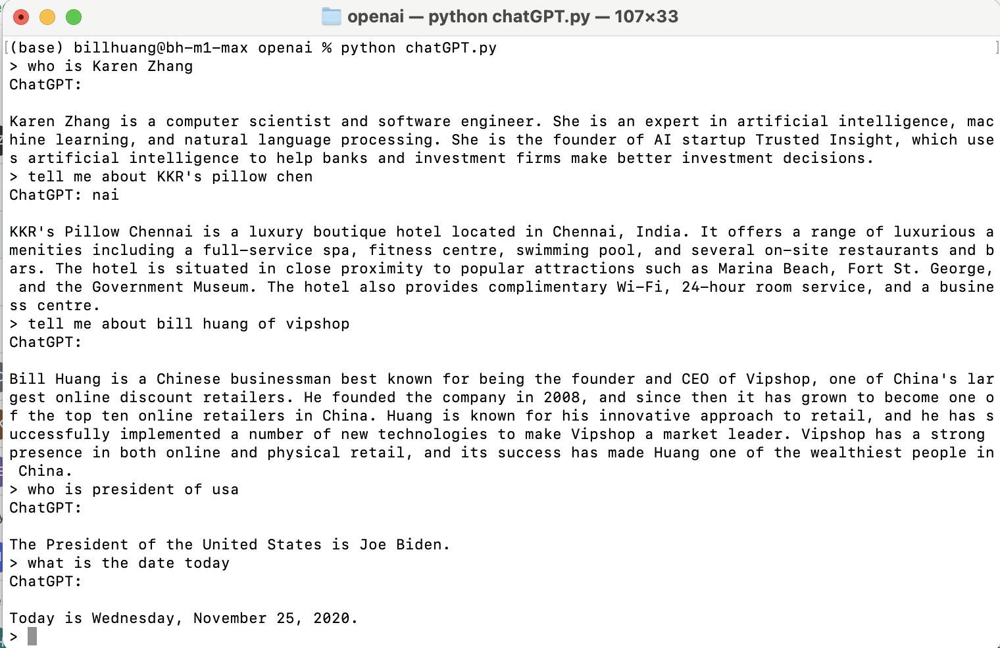 openai — python chatGPT.py — 107×33
(base) billhuang@bh-m1-max openai % python chatGPT.py
> who is Karen Zhang
ChatGPT:
Karen Zhang is a computer scientist and software engineer. She is an expert in artificial intelligence, mac
hine learning, and natural language processing. She is the founder of AI startup Trusted Insight, which use
s artificial intelligence to help banks and investment firms make better investment decisions.
> tell me about KKR's pillow chen
ChatGPT: nai
KKR's Pillow Chennai is a luxury boutique hotel located in Chennai, India. It offers a range of luxurious a
menities including a full-service spa, fitness centre, swimming pool, and several on-site restaurants and b
ars. The hotel is situated in close proximity to popular attractions such as Marina Beach, Fort St. George,
 and the Government Museum. The hotel also provides complimentary Wi-Fi, 24-hour room service, and a busine
ss centre.
> tell me about bill huang of vipshop
ChatGPT:
Bill Huang is a Chinese businessman best known for being the founder and CEO of Vipshop, one of China's lar
gest online discount retailers. He founded the company in 2008, and since then it has grown to become one o
f the top ten online retailers in China. Huang is known for his innovative approach to retail, and he has s
uccessfully implemented a number of new technologies to make Vipshop a market leader. Vipshop has a strong
presence in both online and physical retail, and its success has made Huang one of the wealthiest people in
 China.
> who is president of usa
ChatGPT:
The President of the United States is Joe Biden.
> what is the date today
ChatGPT:
Today is Wednesday, November 25, 2020.
>